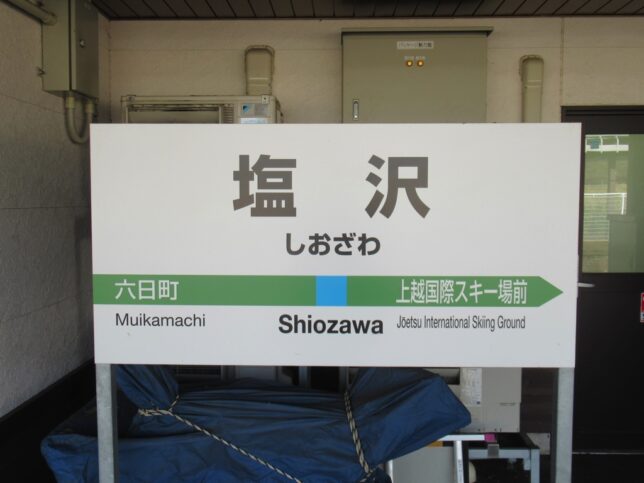 塩沢
しおざわ
六日町
上越国際スキー場前
Muikamachi
Shiozawa
Jōetsu International Skiing Ground